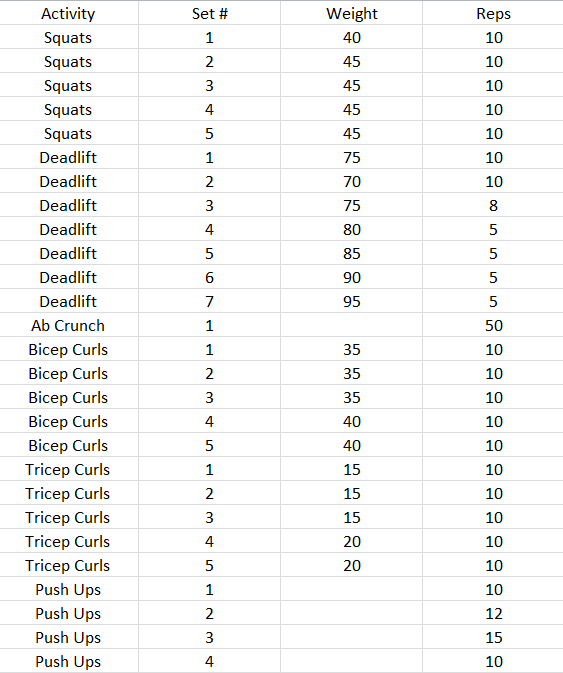 Activity Set # Weight Reps
Squats 1 40 10
Squats 2 45 10
Squats 3 45 10
Squats 4 45 10
Squats 5 45 10
Deadlift 1 75 10
Deadlift 2 70 10
Deadlift 3 75 8
Deadlift 4 80 5
Deadlift 5 85 5
Deadlift 6 90 5
Deadlift 7 95 5
Ab Crunch 1 50
Bicep Curls 1 35 10
Bicep Curls 2 35 10
Bicep Curls 3 35 10
Bicep Curls 4 40 10
Bicep Curls 5 40 10
Tricep Curls 1 15 10
Tricep Curls 2 15 10
Tricep Curls 3 15 10
Tricep Curls 4 20 10
Tricep Curls 5 20 10
Push Ups 1 10
Push Ups 2 12
Push Ups 3 15
Push Ups 4 10